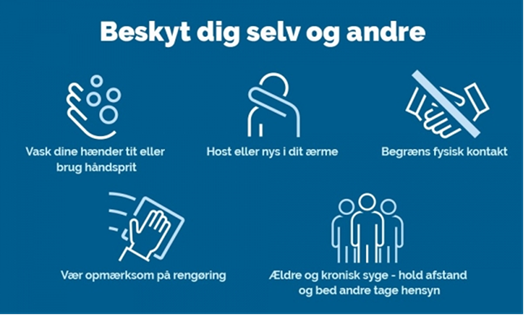 Beskyt dig selv og andre
Vask dine hænder tit eller
brug håndsprit
Host eller nys i dit ærme
Begræns fysisk kontakt
Vær opmærksom på rengøring
Ældre og kronisk syge - hold afstand
og bed andre tage hensyn